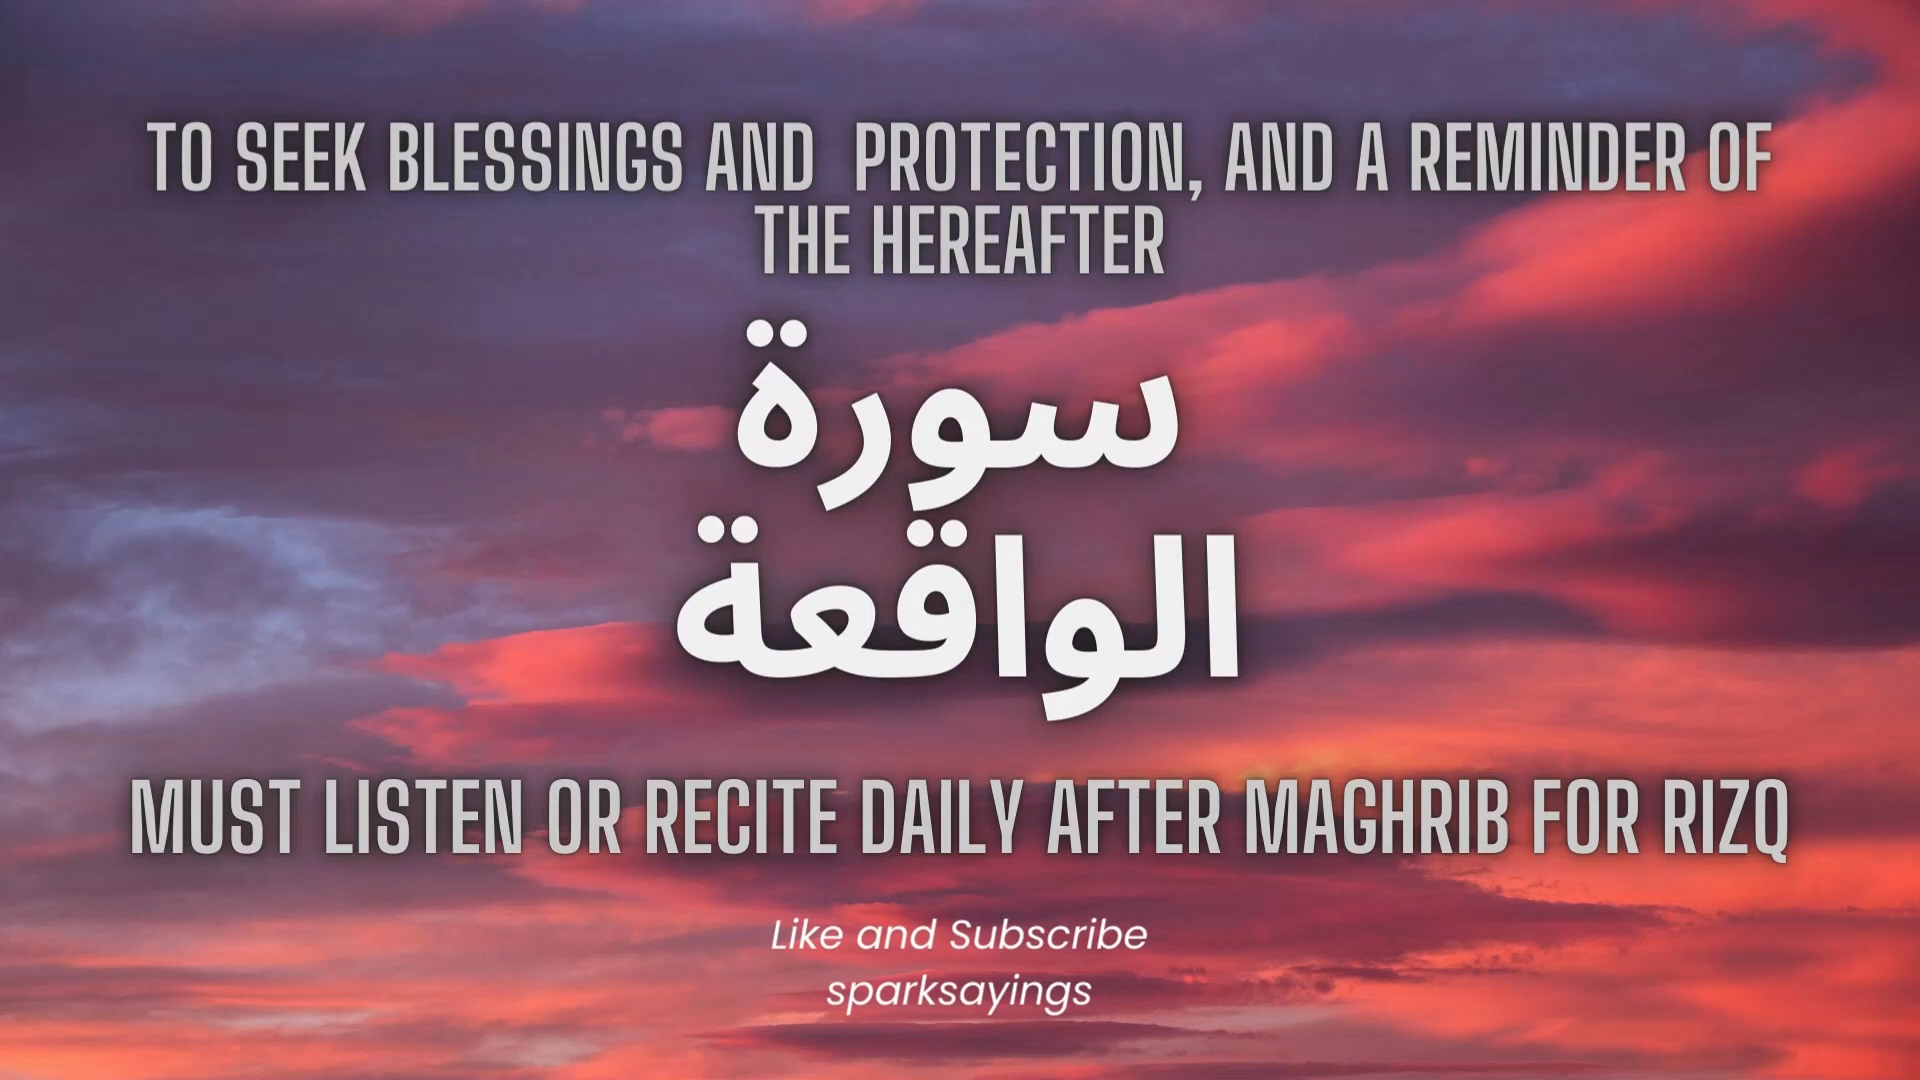 TO SEEK BLESSINGS AND PROTECTION, AND A REMINDER OF
THE HEREAFTER
سورة
الواقعة
MUST LISTEN OR RECITE DAILY AFTER MAGHRIB FOR RIZQ
Like and Subscribe
sparksayings